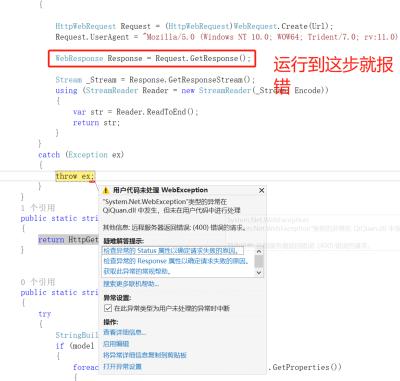 {
HttpWebRequest Request = (HttpWebRequest)WebRequest.Create(Url);
Request.UserAgent = "Mozilla/5.0 (Windows NT 10.0; WOW64; Trident/7.0; rv:11.0)
WebResponse Response = Request.GetResponse();
运行到这步就报错
Stream _Stream = Response.GetResponseStream();
using (StreamReader Reader = new StreamReader(_Stream, Encode))
{
var str = Reader.ReadToEnd();
return str;
}
}
catch (Exception ex)
{
throw ex;
用户代码未处理 WebException
"System.Net.WebException"类型的异常在
QiQuan.dll 中发生，但未在用户代码中进行处理
其他信息: 远程服务器返回错误: (400) 错误的请求。
疑难解答提示:
检查异常的 Status 属性以确定请求失败的原因。
检查异常的 Response 属性以确定请求失败的原因。
获取此异常的常规帮助。
搜索更多联机帮助...
异常设置:
在此异常类型为用户未处理的异常时中断
操作:
查看详细信息...
启用编辑
将异常详细信息复制到剪贴板
打开异常设置
}
1 个引用
public static stri
{
return HttpGet
}
0 个引用
public static stri
{
try
{
StringBuil
if (model
{
foreac
.GetProperties())
{